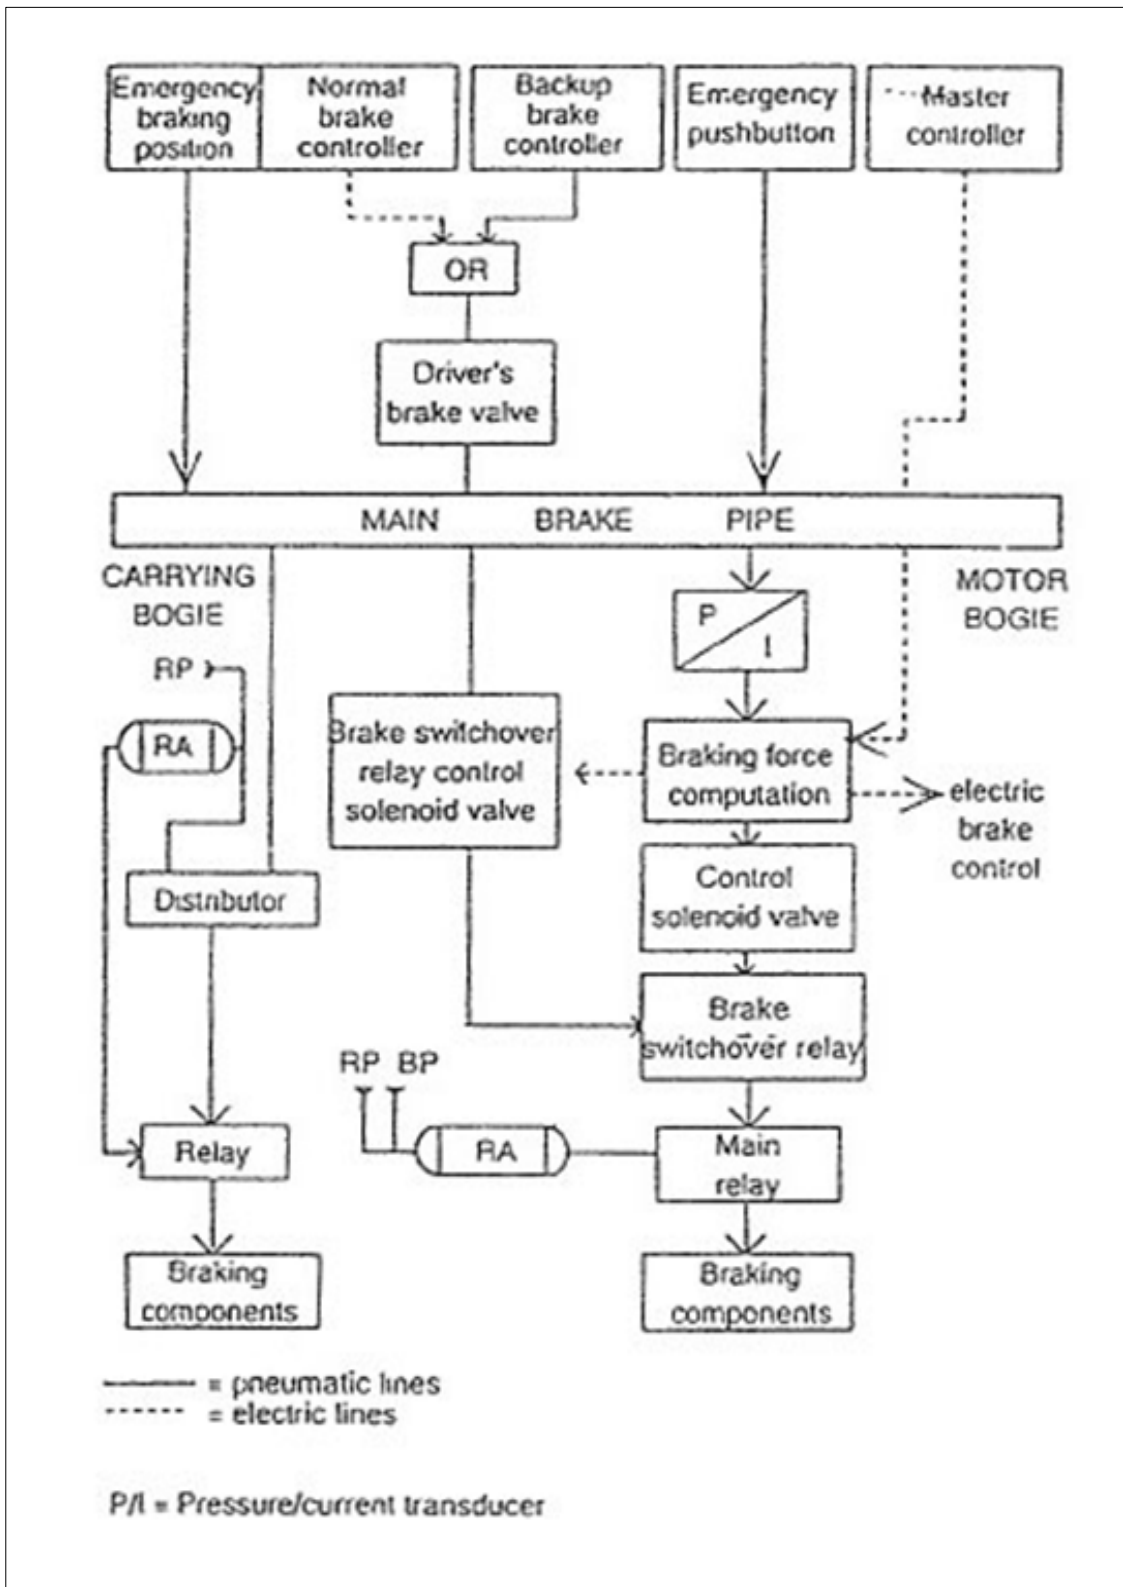 Emergency
braking
position
Normal
brake
controller
Backup
brake
controller
Emergency
pushbutton
Master
controller
OR
Driver's
brake valve
MAIN BRAKE PIPE
CARRYING
BOGIE
MOTOR
BOGIE
P
I
RP
RA
Brake switchover
relay control
solenoid valve
Braking force
computation
electric
brake
control
Distributor
Control
solenoid valve
Brake
switchover relay
RP BP
RA
Relay
Main
relay
Braking
components
Braking
components
= pneumatic lines
= electric lines
P/I = Pressure/current transducer